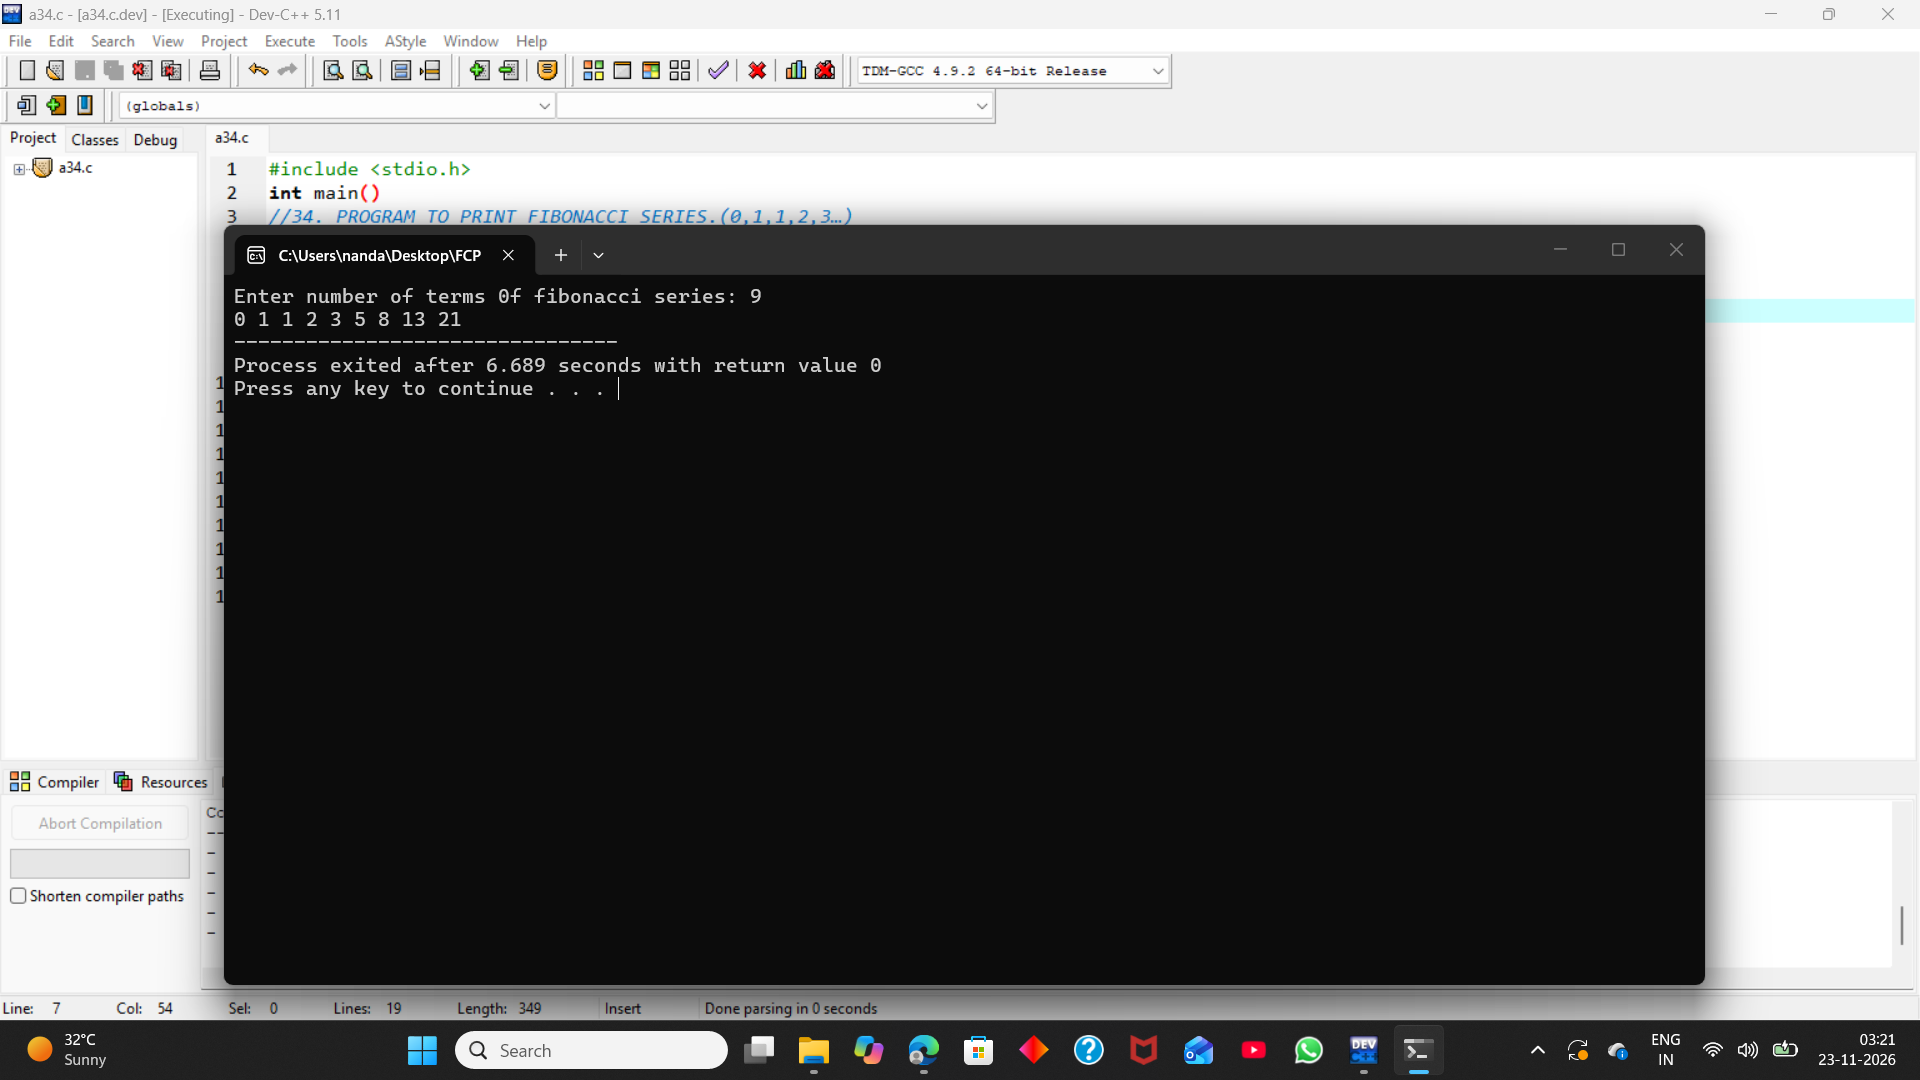 a34.c - [a34.c.dev] - [Executing] - Dev-C++ 5.11
File Edit Search View Project Execute Tools AStyle Window Help
TDM-GCC 4.9.2 64-bit Release
(globals)
Project Classes Debug
a34.c
a34.c
1 #include <stdio.h>
2 int main()
3 //34. PROGRAM TO PRINT FIBONACCI SERIES.(0,1,1,2,3…)
C:\Users\nanda\Desktop\FCP
Enter number of terms 0f fibonacci series: 9
0 1 1 2 3 5 8 13 21
--------------------------------
Process exited after 6.689 seconds with return value 0
Press any key to continue . . .
Compiler Resources
Abort Compilation
Shorten compiler paths
Line: 7 Col: 54 Sel: 0 Lines: 19 Length: 349 Insert Done parsing in 0 seconds
32°C
Sunny
Search
DEV
ENG
IN
03:21
23-11-2026